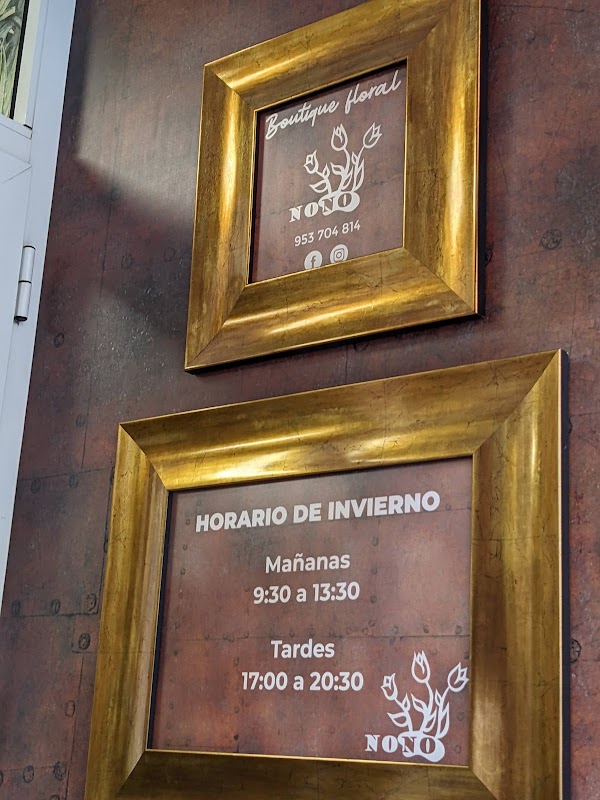 Boutique floral
NONO
953 704 814
HORARIO DE INVIERNO
Mañanas
9:30 a 13:30
Tardes
17:00 a 20:30
NONO